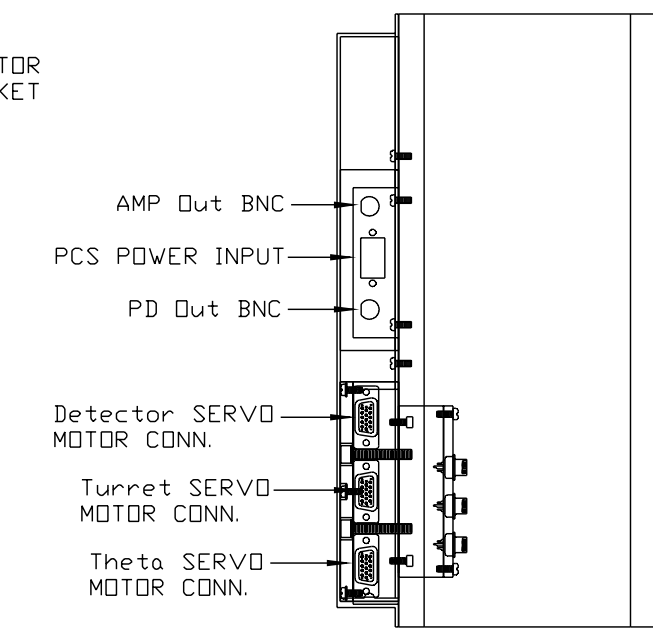 AMP Out BNC
PCS POWER INPUT
PD Out BNC
Detector SERVO
MOTOR CONN.
Turret SERVO
MOTOR CONN.
Theta SERVO
MOTOR CONN.